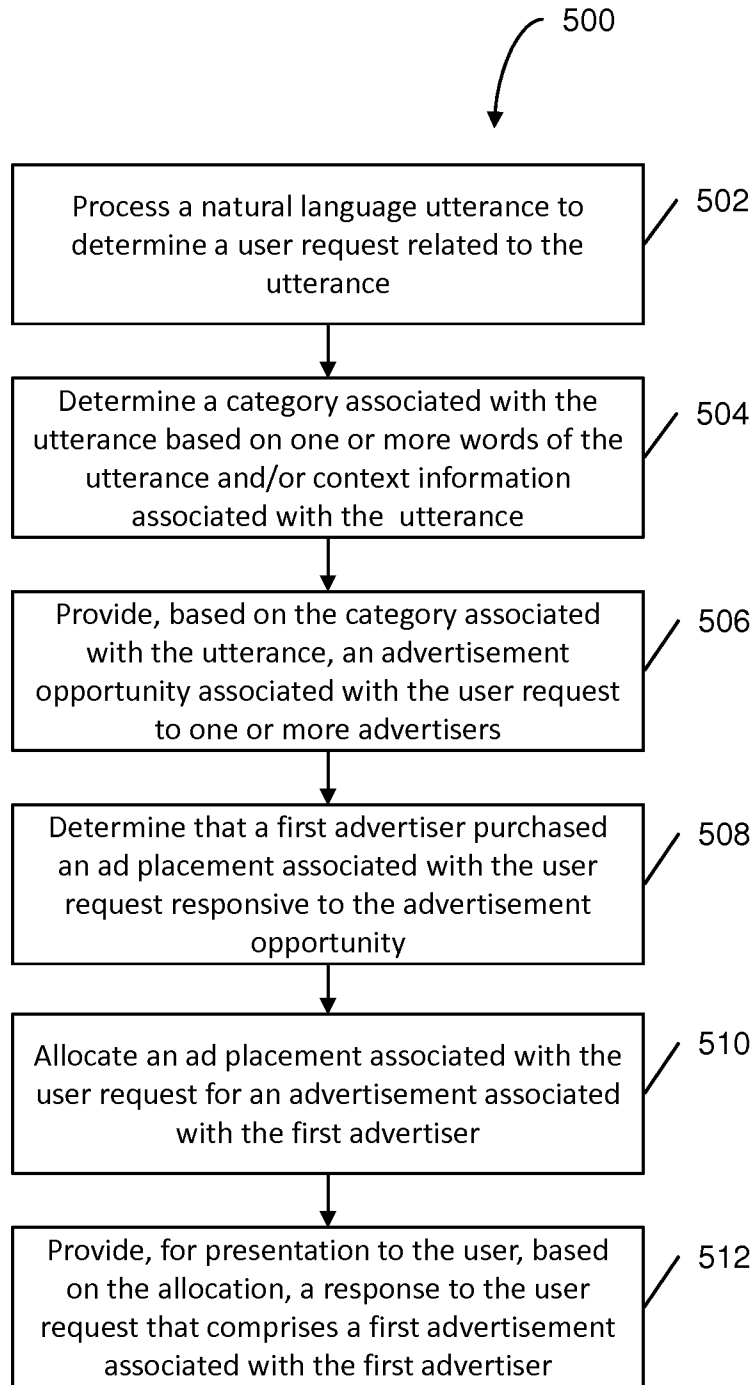 500
Process a natural language utterance to
determine a user request related to the
utterance
502
Determine a category associated with the
utterance based on one or more words of the
utterance and/or context information
associated with the utterance
504
Provide, based on the category associated
with the utterance, an advertisement
opportunity associated with the user request
to one or more advertisers
506
Determine that a first advertiser purchased
an ad placement associated with the user
request responsive to the advertisement
opportunity
508
Allocate an ad placement associated with the
user request for an advertisement associated
with the first advertiser
510
Provide, for presentation to the user, based
on the allocation, a response to the user
request that comprises a first advertisement
associated with the first advertiser
512